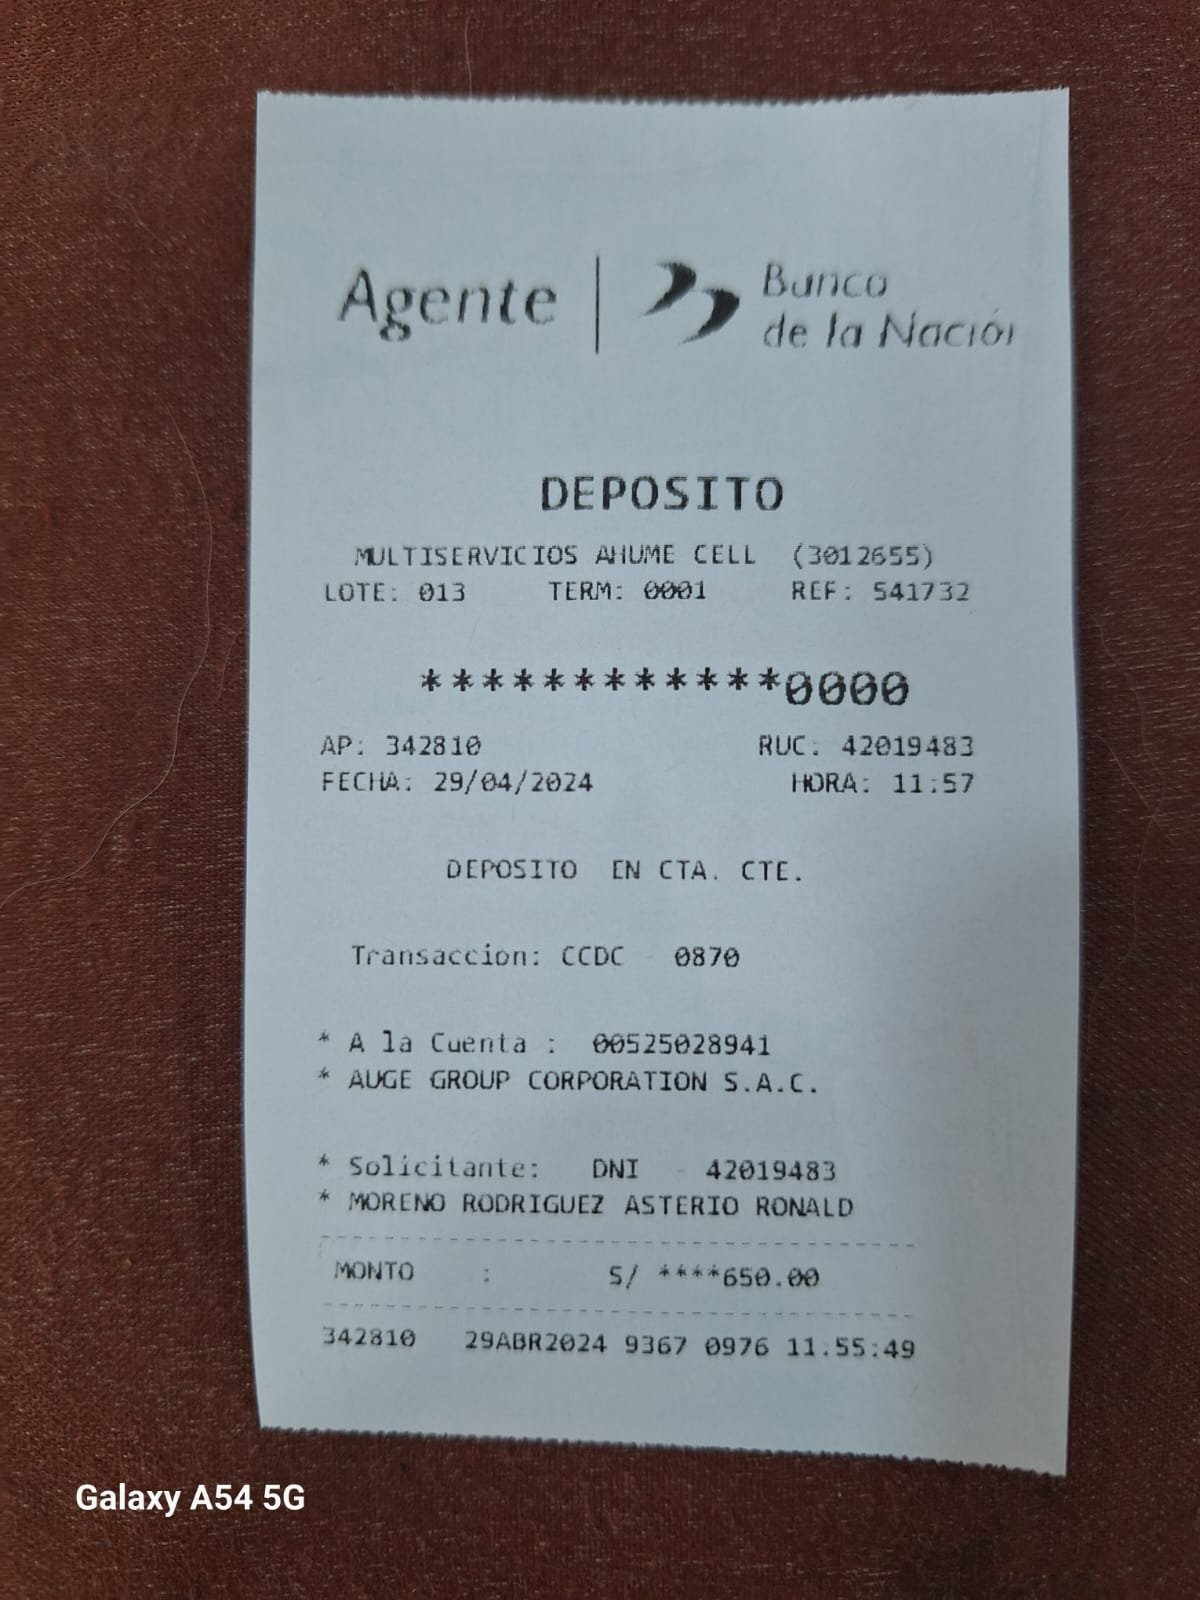 Agente | Banco
de la Nación
DEPOSITO
MULTISERVICIOS AHUME CELL (3012655)
LOTE: 013 TERM: 0001 REF: 541732
************0000
AP: 342810 RUC: 42019483
FECHA: 29/04/2024 HORA: 11:57
DEPOSITO EN CTA. CTE.
Transaccion: CCDC - 0870
* A la Cuenta : 00525028941
* AUGE GROUP CORPORATION S.A.C.
* Solicitante: DNI - 42019483
* MORENO RODRIGUEZ ASTERIO RONALD
MONTO : S/ ****650.00
342810 29ABR2024 9367 0976 11:55:49
Galaxy A54 5G